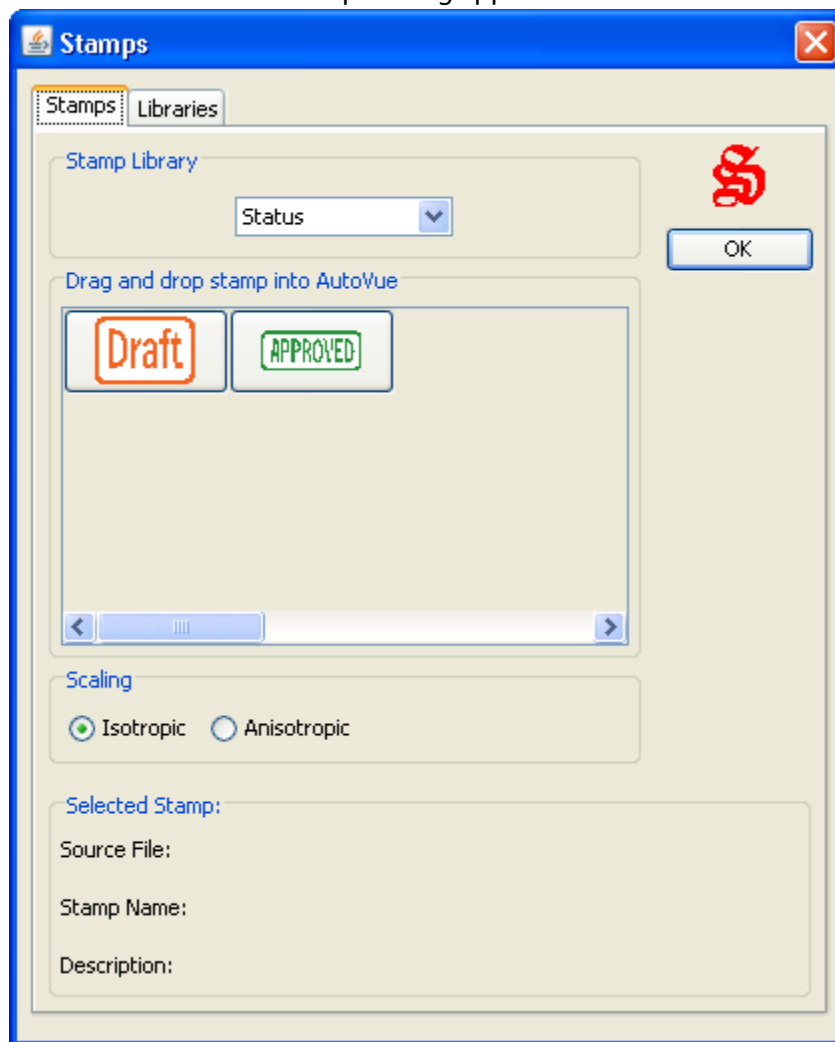 Stamps
Stamps Libraries
Stamp Library
Status
S
OK
Drag and drop stamp into AutoVue
Draft APPROVED
Scaling
Isotropic Anisotropic
Selected Stamp:
Source File:
Stamp Name:
Description: